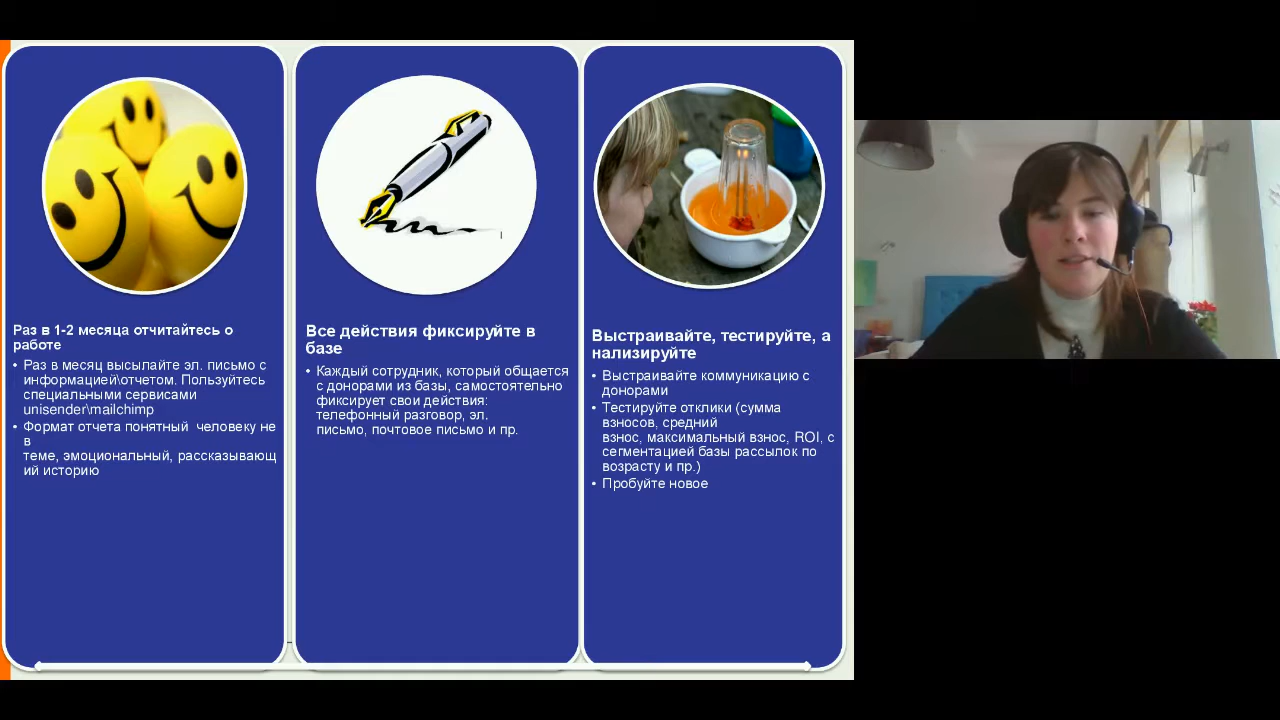 Раз в 1-2 месяца отчитайтесь о
работе
• Раз в месяц высылайте эл. письмо с
информацией\отчетом. Пользуйтесь
специальными сервисами
unisender\mailchimp
• Формат отчета понятный человеку не
в
теме, эмоциональный, рассказывающ
ий историю
Все действия фиксируйте в
базе
• Каждый сотрудник, который общается
с донорами из базы, самостоятельно
фиксирует свои действия:
телефонный разговор, эл.
письмо, почтовое письмо и пр.
Выстраивайте, тестируйте, а
нализируйте
• Выстраивайте коммуникацию с
донорами
• Тестируйте отклики (сумма
взносов, средний
взнос, максимальный взнос, ROI, с
сегментацией базы рассылок по
возрасту и пр.)
• Пробуйте новое